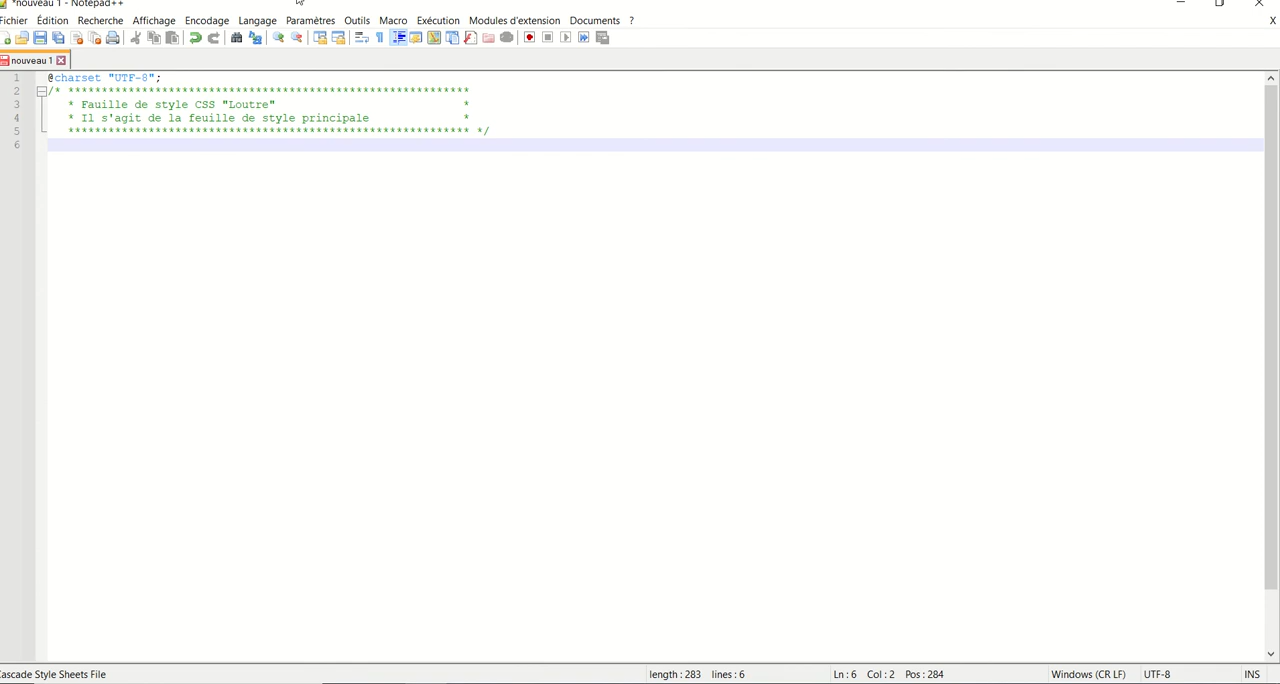 *nouveau 1 - Notepad++
Fichier Édition Recherche Affichage Encodage Langage Paramètres Outils Macro Exécution Modules d'extension Documents ? X
nouveau 1
1 @charset "UTF-8";
2 /* ************************************************************
3 * Fauille de style CSS "Loutre" *
4 * Il s'agit de la feuille de style principale *
5 ************************************************************ */
6
Cascade Style Sheets File length : 283 lines : 6 Ln : 6 Col : 2 Pos : 284 Windows (CR LF) UTF-8 INS